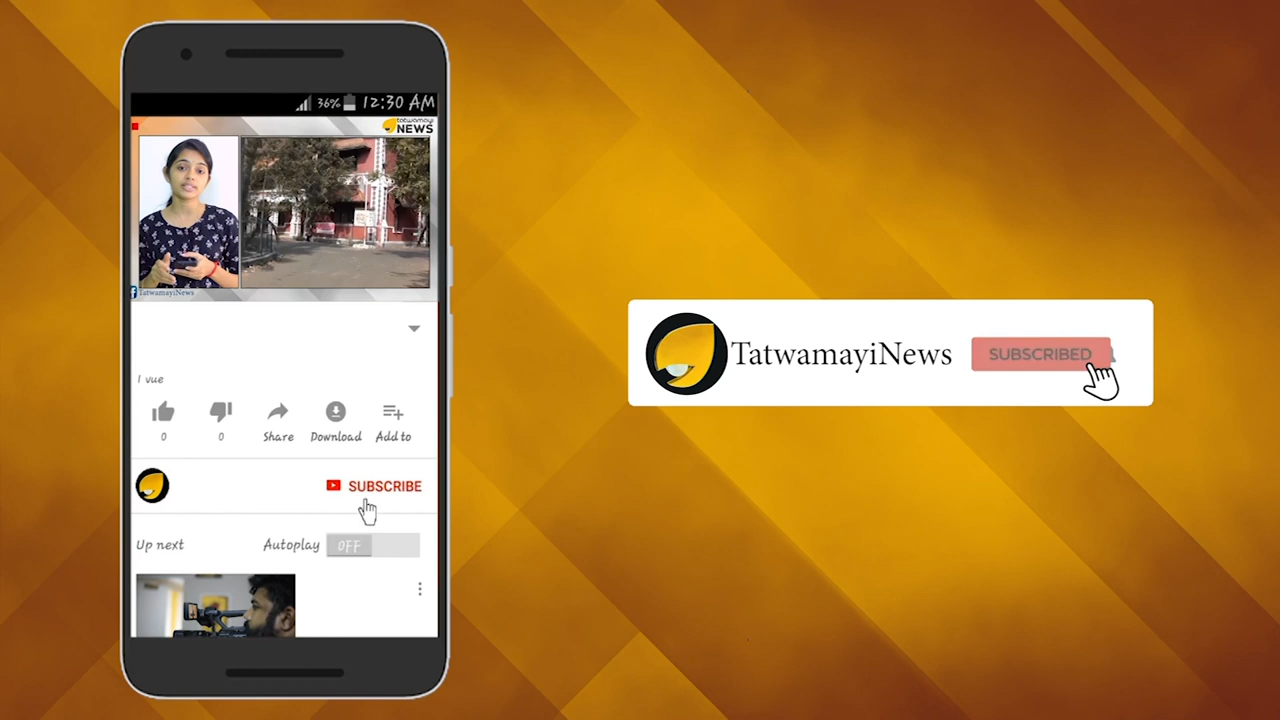 36% 12:30 AM
tatwamayi
NEWS
TatwamayiNews
1 vue
0 0 Share Download Add to
SUBSCRIBE
Up next Autoplay OFF
TatwamayiNews SUBSCRIBED